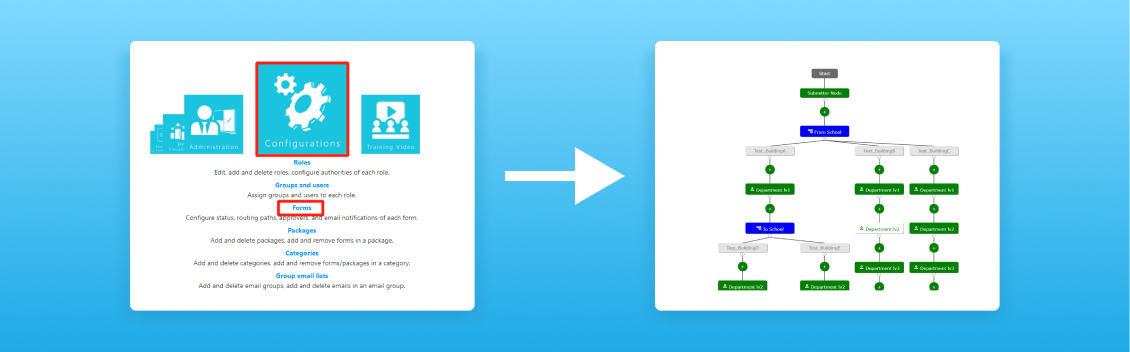 Administration
Configurations
Training Video
Roles
Edit, add and delete roles, configure authorities of each role.
Groups and users
Assign groups and users to each role.
Forms
Configure status, routing paths, approvers, and email notifications of each form.
Packages
Add and delete packages, add and remove forms in a package.
Categories
Add and delete categories, add and remove forms/packages in a category.
Group email lists
Add and delete email groups, add and delete emails in an email group.
Start
Submitter Node
From School
Test_BuildingA Test_BuildingB Test_BuildingC
Department lv1 Department lv1 Department lv1
To School Department lv2 Department lv2
Test_BuildingD Test_BuildingE
Department lv3 Department lv3
Department lv2 Department lv2